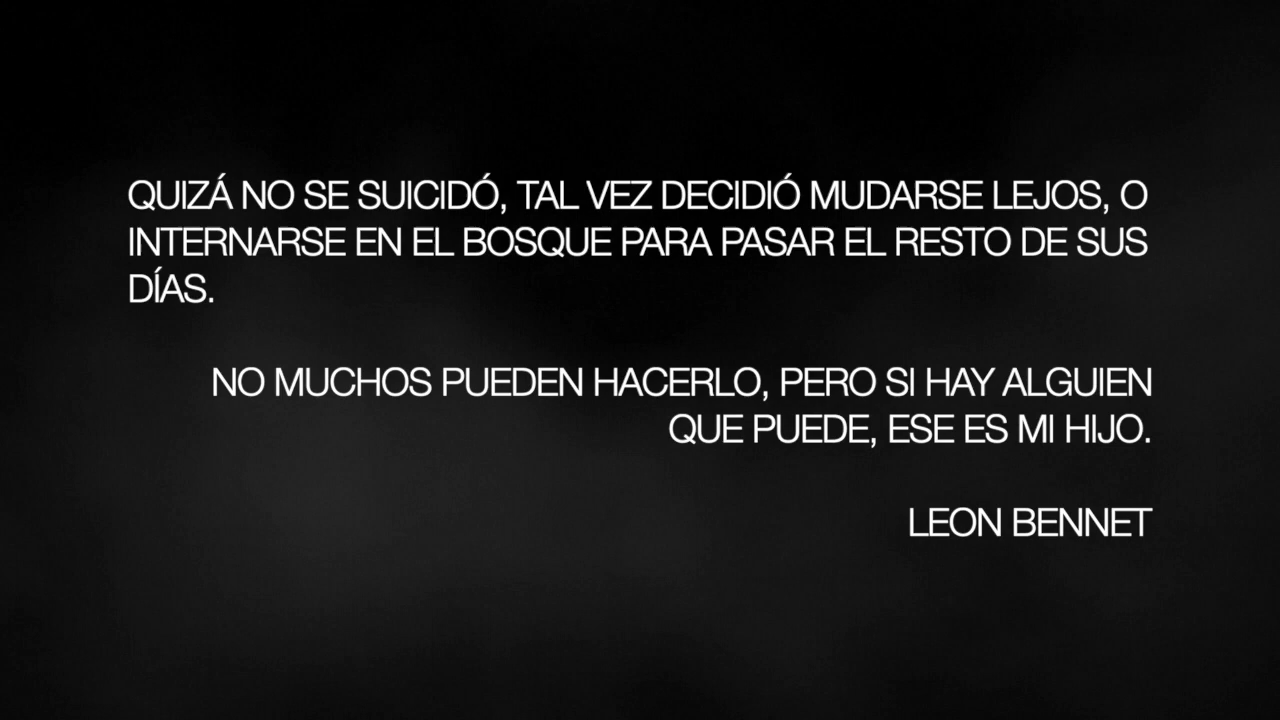 QUIZÁ NO SE SUICIDÓ, TAL VEZ DECIDIÓ MUDARSE LEJOS, O
INTERNARSE EN EL BOSQUE PARA PASAR EL RESTO DE SUS
DÍAS.
NO MUCHOS PUEDEN HACERLO, PERO SI HAY ALGUIEN
QUE PUEDE, ESE ES MI HIJO.
LEON BENNET